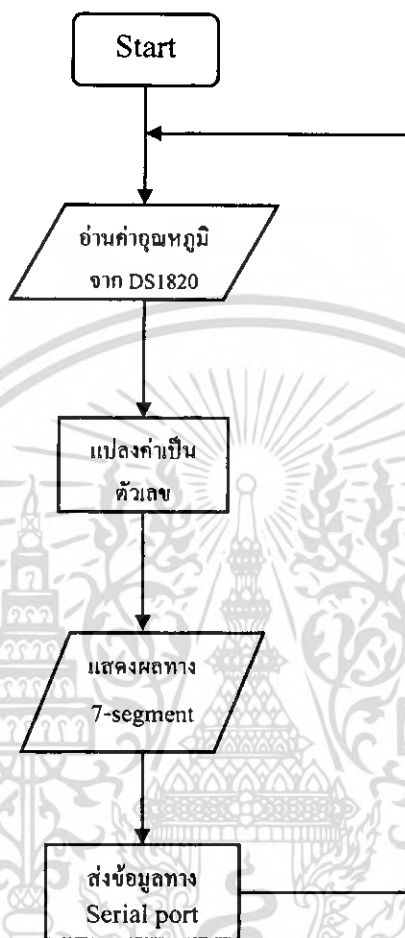 Start
อ่านค่าอุณหภูมิ
จาก DS1820
แปลงค่าเป็น
ตัวเลข
แสดงผลทาง
7-segment
ส่งข้อมูลทาง
Serial port